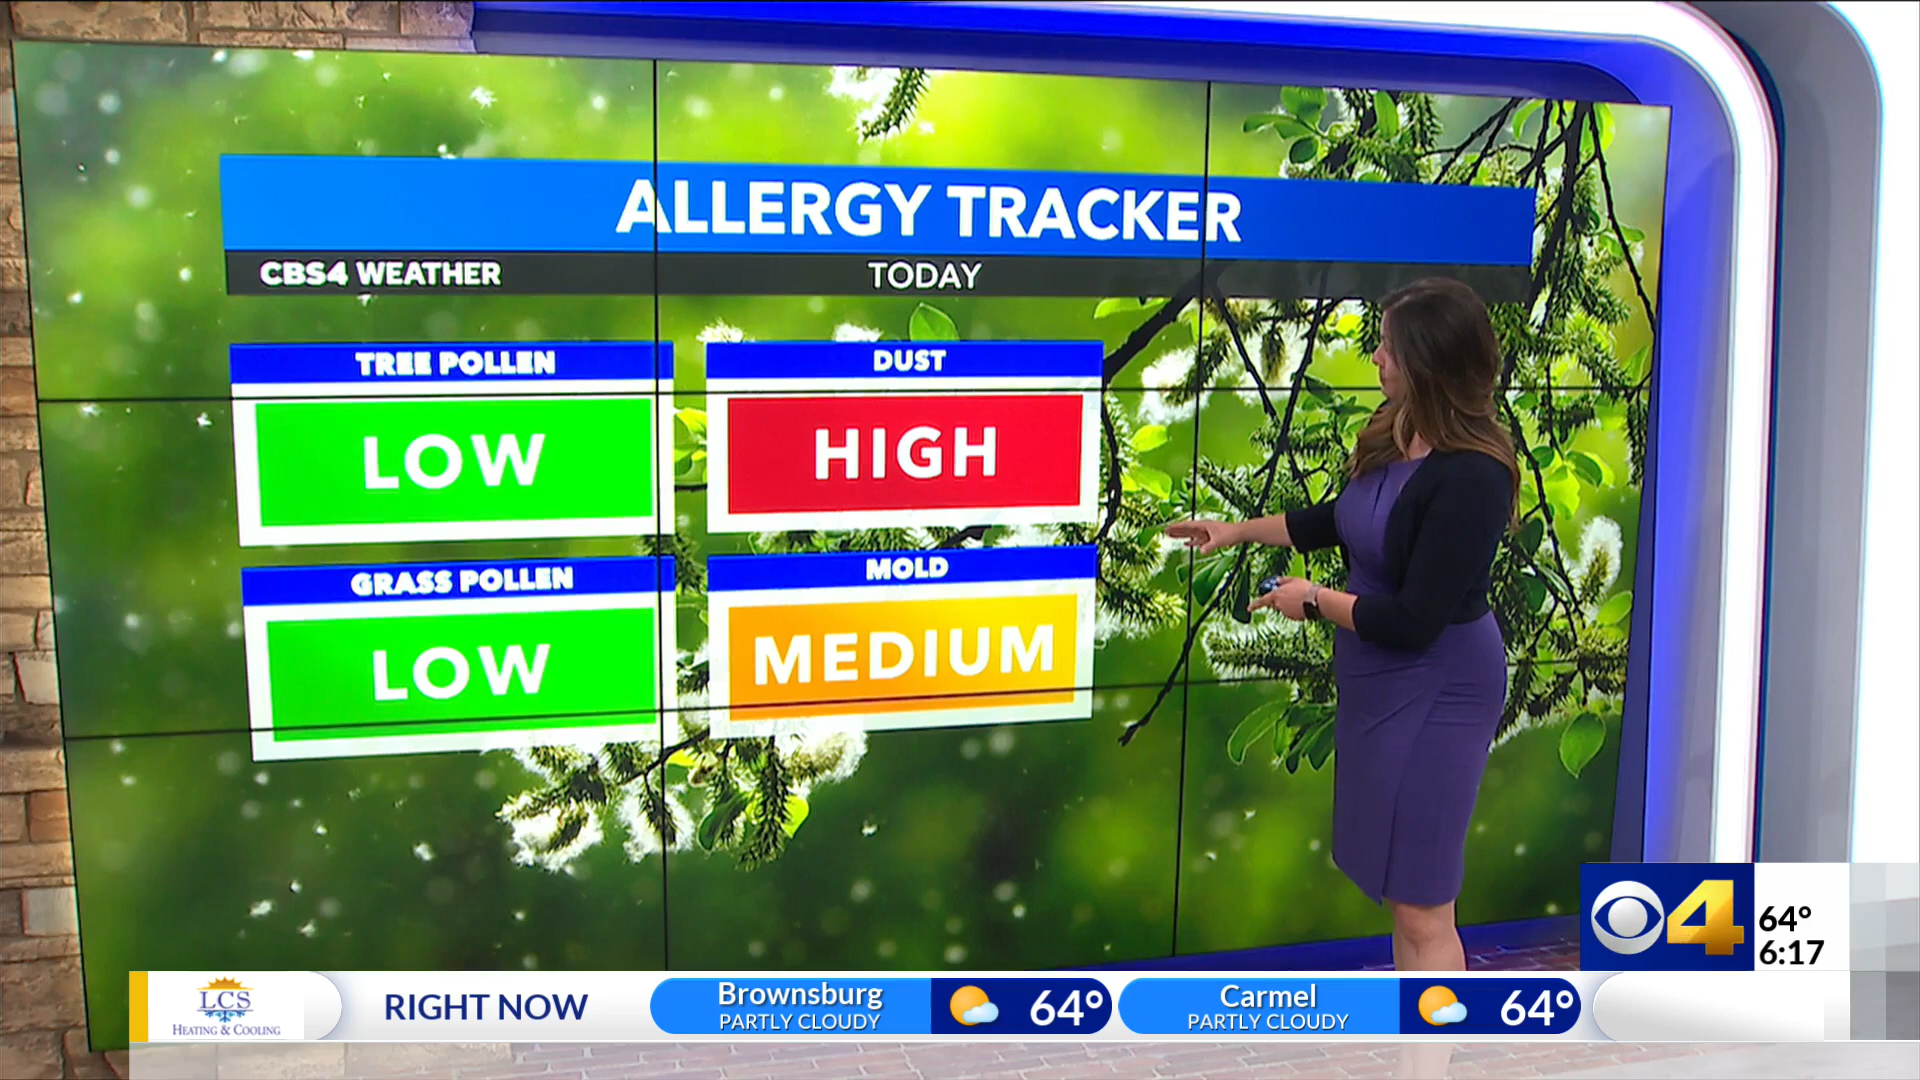 ALLERGY TRACKER
CBS4 WEATHER
TODAY
TREE POLLEN
LOW
DUST
HIGH
GRASS POLLEN
LOW
MOLD
MEDIUM
4
64°
6:17
LCS
HEATING & COOLING
RIGHT NOW
Brownsburg
PARTLY CLOUDY
64°
Carmel
PARTLY CLOUDY
64°